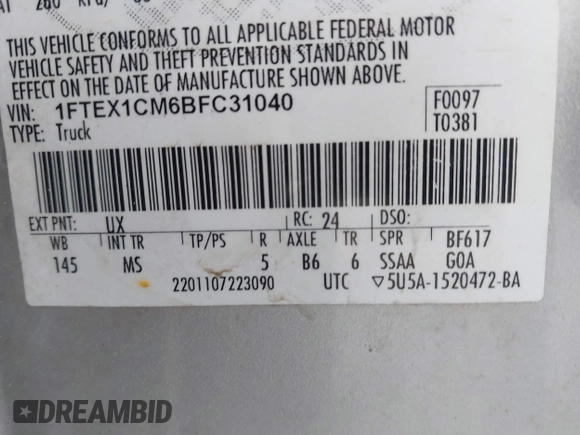 THIS VEHICLE CONFORMS TO ALL APPLICABLE FEDERAL MOTOR
VEHICLE SAFETY AND THEFT PREVENTION STANDARDS IN
EFFECT ON THE DATE OF MANUFACTURE SHOWN ABOVE.
VIN: 1FTEX1CM6BFC31040 F0097
TYPE: Truck T0381
EXT PNT: UX RC: 24 DSO:
WB INT TR TP/PS R AXLE TR SPR BF617
145 MS 5 B6 6 SSAA GOA
2201107223090 UTC ▽5U5A-1520472-BA
DREAMBID